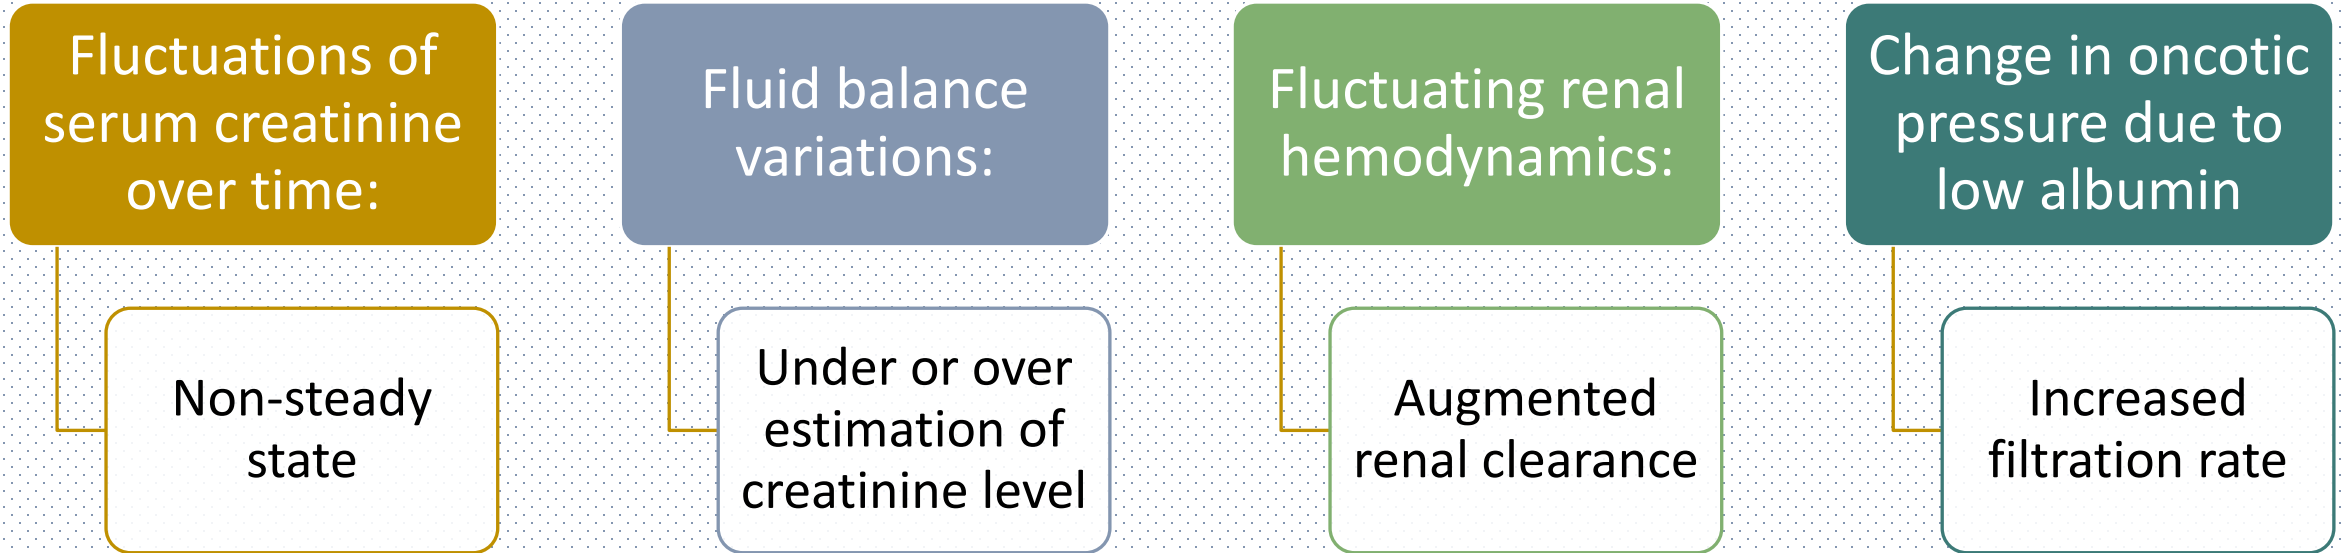 Fluctuations of
serum creatinine
over time:
Non-steady
state
Fluid balance
variations:
Under or over
estimation of
creatinine level
Fluctuating renal
hemodynamics:
Augmented
renal clearance
Change in oncotic
pressure due to
low albumin
Increased
filtration rate